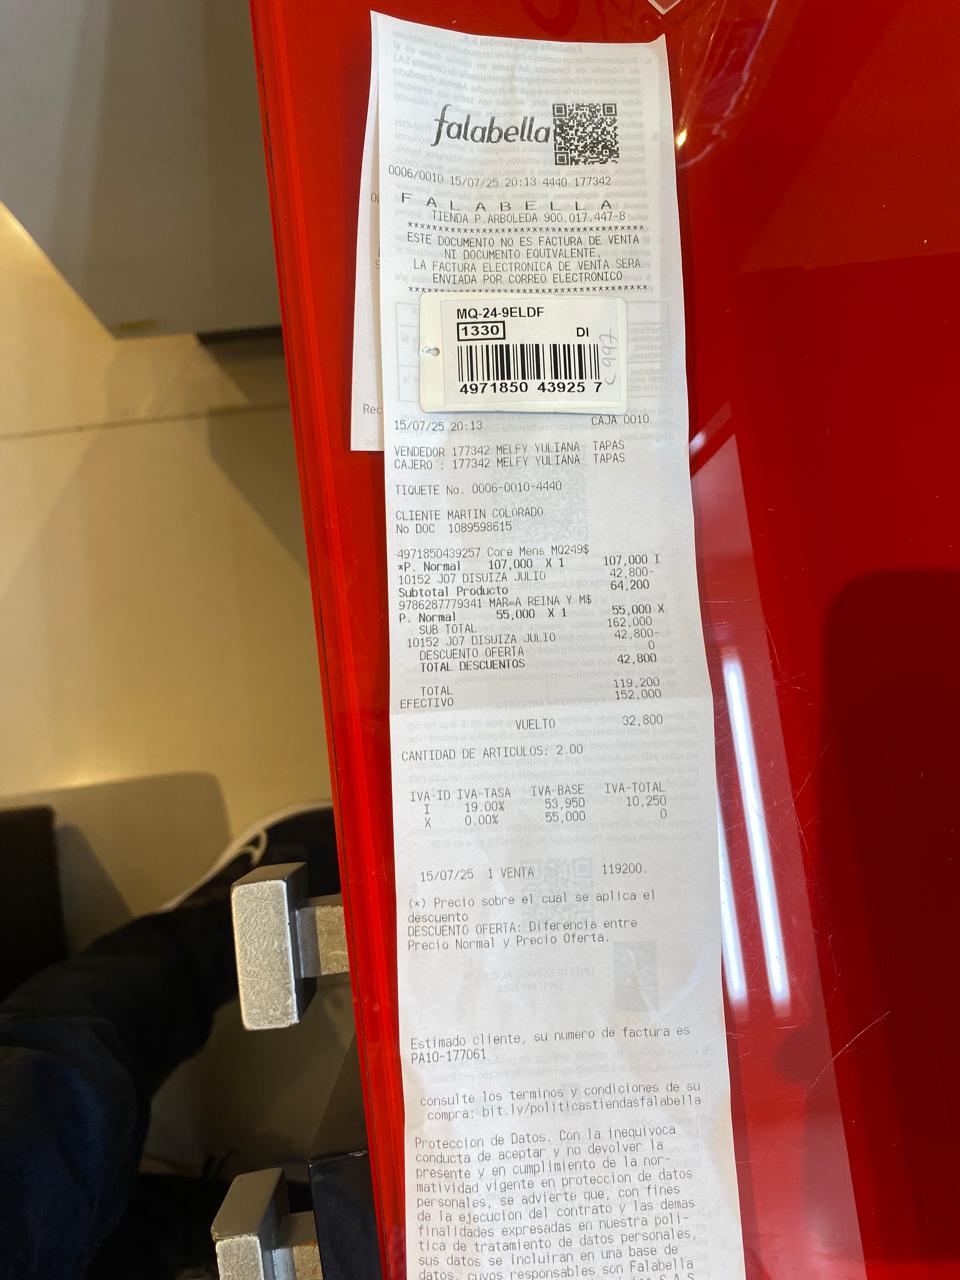 falabella
0006/0010 15/07/25 20:13 4440 177342
F A L A B E L L A
TIENDA P.ARBOLEDA 900.017.447-8
****************************************
ESTE DOCUMENTO NO ES FACTURA DE VENTA
NI DOCUMENTO EQUIVALENTE,
LA FACTURA ELECTRONICA DE VENTA SERA
ENVIADA POR CORREO ELECTRONICO
****************************************
MQ-24-9ELDF
1330 DI
4971850 43925 7
Rec
15/07/25 20:13 CAJA 0010
VENDEDOR 177342 MELFY YULIANA TAPAS
CAJERO : 177342 MELFY YULIANA TAPAS
TIQUETE No. 0006-0010-4440
CLIENTE MARTIN COLORADO
No DOC 1089598615
4971850439257 Core Mens MQ249$
*P. Normal 107,000 X 1 107,000 I
10152 J07 DISUIZA JULIO 42,800-
Subtotal Producto 64,200
9786287779341 MAR=A REINA Y M$
P. Normal 55,000 X 1 55,000 X
SUB TOTAL 162,000
10152 J07 DISUIZA JULIO 42,800-
DESCUENTO OFERTA 0
TOTAL DESCUENTOS 42,800
TOTAL 119,200
EFECTIVO 152,000
VUELTO 32,800
CANTIDAD DE ARTICULOS: 2.00
IVA-ID IVA-TASA IVA-BASE IVA-TOTAL
I 19.00% 53,950 10,250
X 0.00% 55,000 0
15/07/25 1 VENTA 119200.
(*) Precio sobre el cual se aplica el
descuento
DESCUENTO OFERTA: Diferencia entre
Precio Normal y Precio Oferta.
Estimado cliente, su numero de factura es
PA10-177061
consulte los terminos y condiciones de su
compra: bit.ly/politicastiendasfalabella
Proteccion de Datos. Con la inequivoca
conducta de aceptar y no devolver la
presente y en cumplimiento de la nor-
matividad vigente en proteccion de datos
personales, se advierte que, con fines
de la ejecucion del contrato y las demas
finalidades expresadas en nuestra poli-
tica de tratamiento de datos personales,
sus datos se incluiran en una base de
datos, cuyos responsables son Falabella